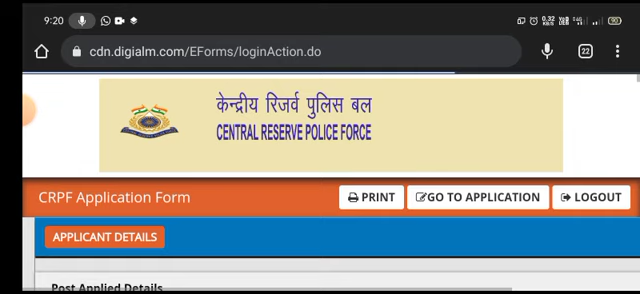 9:20
22
cdn.digialm.com/EForms/loginAction.do
केन्द्रीय रिजर्व पुलिस बल
CENTRAL RESERVE POLICE FORCE
CRPF Application Form
PRINT
GO TO APPLICATION
LOGOUT
APPLICANT DETAILS
Post Applied Details